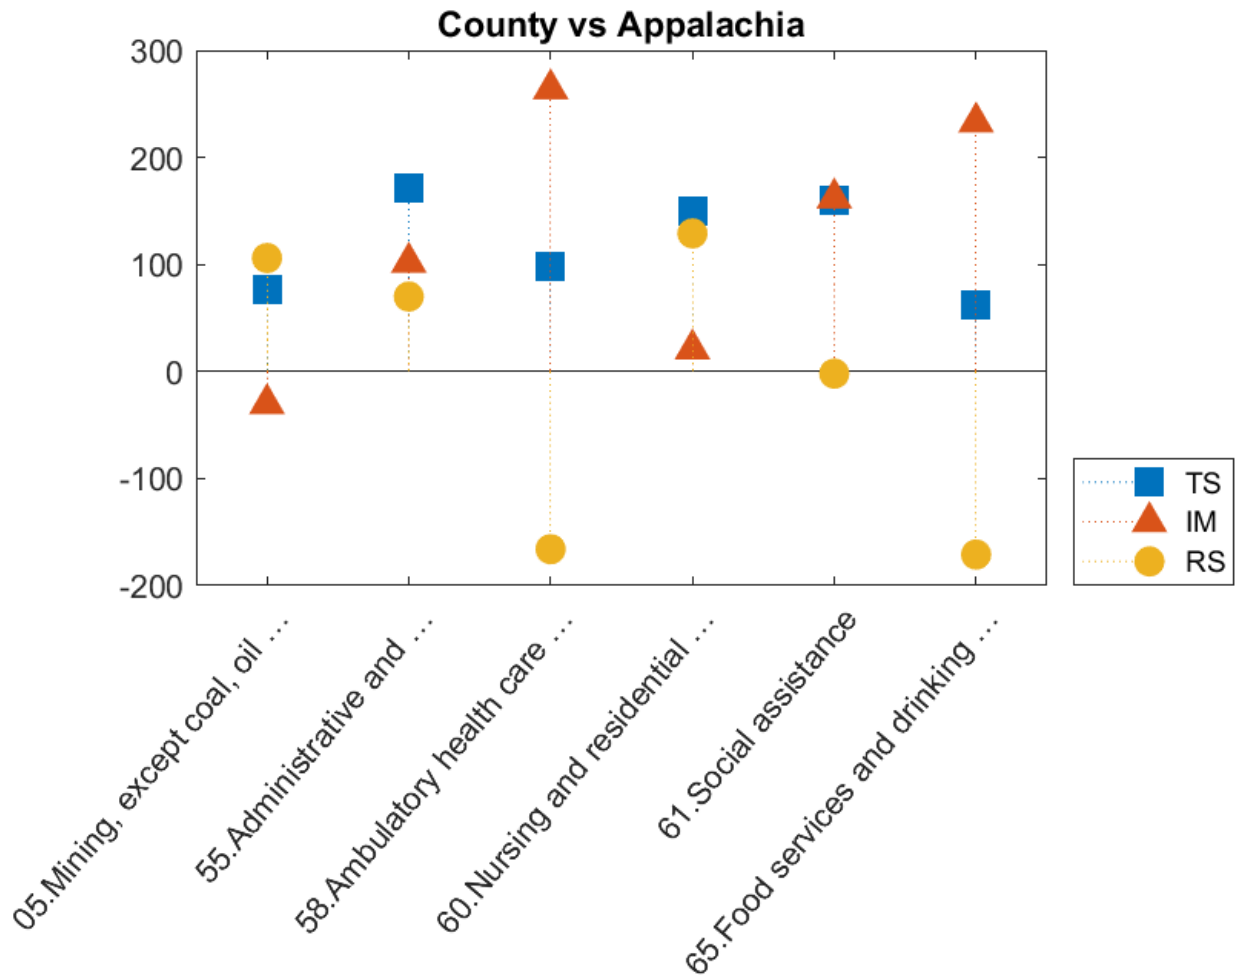 County vs Appalachia
300
200
100
0
-100
-200
TS
IM
RS
05.Mining, except coal, oil …
55.Administrative and …
58.Ambulatory health care …
60.Nursing and residential …
61.Social assistance
65.Food services and drinking …